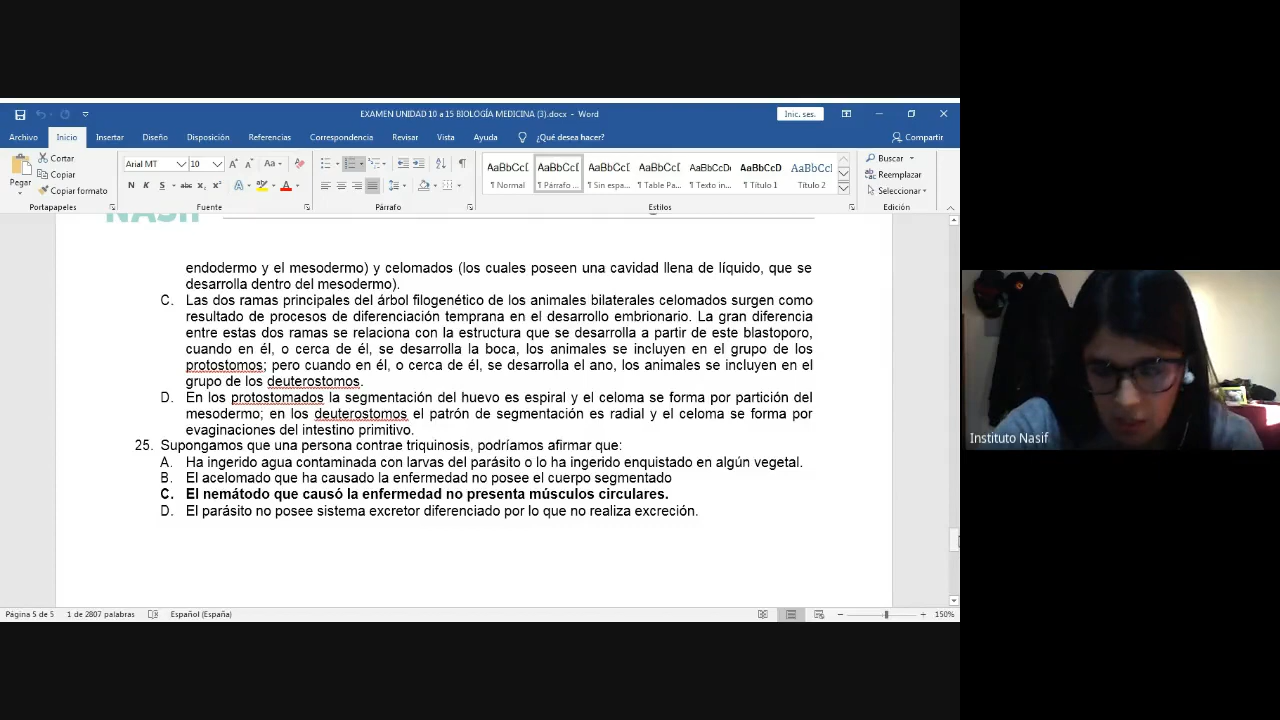 EXAMEN UNIDAD 10 a 15 BIOLOGÍA MEDICINA (3).docx - Word
Inic. ses.
Archivo Inicio Insertar Diseño Disposición Referencias Correspondencia Revisar Vista Ayuda ¿Qué desea hacer? Compartir
Pegar
Cortar
Copiar
Copiar formato
Arial MT 10
AaBbCcI AaBbCcI AaBbCcI AaBbCcI AaBbCcDc AaBbCcD AaBbCcI
¶ Normal ¶ Párrafo ... ¶ Sin espa... ¶ Table Pa... ¶ Texto in... ¶ Título 1 Título 2
Buscar
Reemplazar
Seleccionar
Portapapeles Fuente Párrafo Estilos Edición
NASIF
endodermo y el mesodermo) y celomados (los cuales poseen una cavidad llena de líquido, que se
desarrolla dentro del mesodermo).
C. Las dos ramas principales del árbol filogenético de los animales bilaterales celomados surgen como
resultado de procesos de diferenciación temprana en el desarrollo embrionario. La gran diferencia
entre estas dos ramas se relaciona con la estructura que se desarrolla a partir de este blastoporo,
cuando en él, o cerca de él, se desarrolla la boca, los animales se incluyen en el grupo de los
protostomos; pero cuando en él, o cerca de él, se desarrolla el ano, los animales se incluyen en el
grupo de los deuterostomos.
D. En los protostomados la segmentación del huevo es espiral y el celoma se forma por partición del
mesodermo; en los deuterostomos el patrón de segmentación es radial y el celoma se forma por
evaginaciones del intestino primitivo.
25. Supongamos que una persona contrae triquinosis, podríamos afirmar que:
A. Ha ingerido agua contaminada con larvas del parásito o lo ha ingerido enquistado en algún vegetal.
B. El acelomado que ha causado la enfermedad no posee el cuerpo segmentado
C. El nemátodo que causó la enfermedad no presenta músculos circulares.
D. El parásito no posee sistema excretor diferenciado por lo que no realiza excreción.
Página 5 de 5 1 de 2807 palabras Español (España) 150%
Instituto Nasif